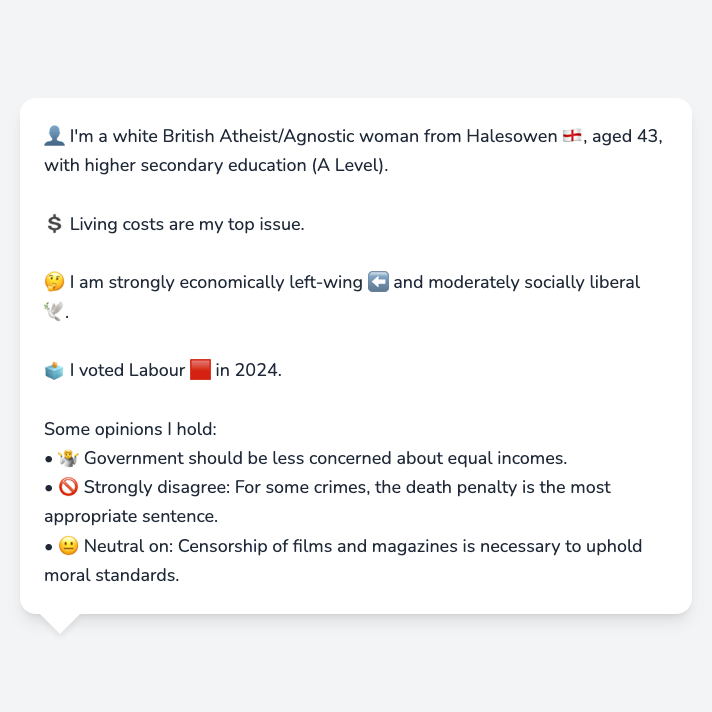 👤 I'm a white British Atheist/Agnostic woman from Halesowen 🏴󠁧󠁢󠁥󠁮󠁧󠁿, aged 43,
with higher secondary education (A Level).
💲 Living costs are my top issue.
🤔 I am strongly economically left-wing ⬅️ and moderately socially liberal
🕊️.
🗳️ I voted Labour 🟥 in 2024.
Some opinions I hold:
• 🤷 Government should be less concerned about equal incomes.
• 🚫 Strongly disagree: For some crimes, the death penalty is the most
appropriate sentence.
• 😐 Neutral on: Censorship of films and magazines is necessary to uphold
moral standards.